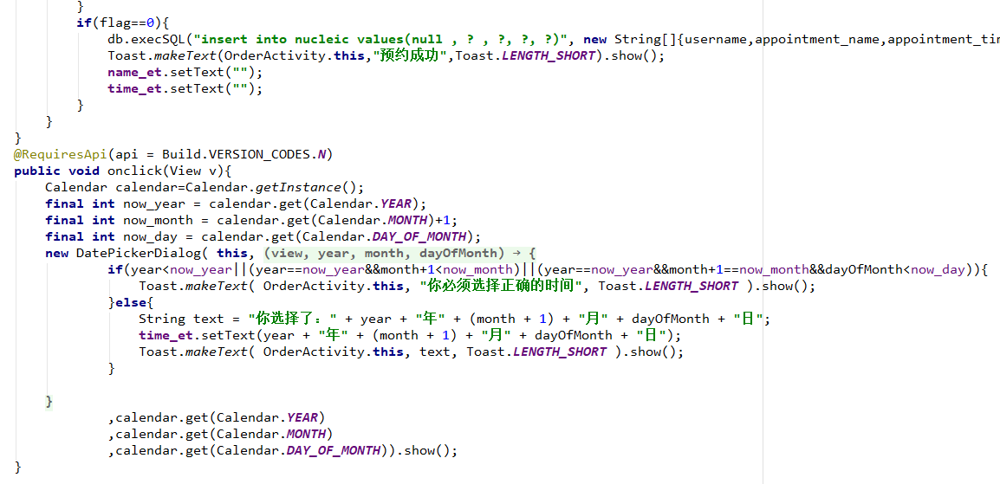 }
if(flag==0){
db.execSQL("insert into nucleic values(null , ? , ?, ?, ?)", new String[]{username,appointment_name,appointment_tin
Toast.makeText(OrderActivity.this,"预约成功",Toast.LENGTH_SHORT).show();
name_et.setText("");
time_et.setText("");
}
}
}
@RequiresApi(api = Build.VERSION_CODES.N)
public void onclick(View v){
Calendar calendar=Calendar.getInstance();
final int now_year = calendar.get(Calendar.YEAR);
final int now_month = calendar.get(Calendar.MONTH)+1;
final int now_day = calendar.get(Calendar.DAY_OF_MONTH);
new DatePickerDialog( this, (view, year, month, dayOfMonth) → {
if(year<now_year||(year==now_year&&month+1<now_month)||(year==now_year&&month+1==now_month&&dayOfMonth<now_day)){
Toast.makeText( OrderActivity.this, "你必须选择正确的时间", Toast.LENGTH_SHORT ).show();
}else{
String text = "你选择了：" + year + "年" + (month + 1) + "月" + dayOfMonth + "日";
time_et.setText(year + "年" + (month + 1) + "月" + dayOfMonth + "日");
Toast.makeText( OrderActivity.this, text, Toast.LENGTH_SHORT ).show();
}
}
,calendar.get(Calendar.YEAR)
,calendar.get(Calendar.MONTH)
,calendar.get(Calendar.DAY_OF_MONTH)).show();
}